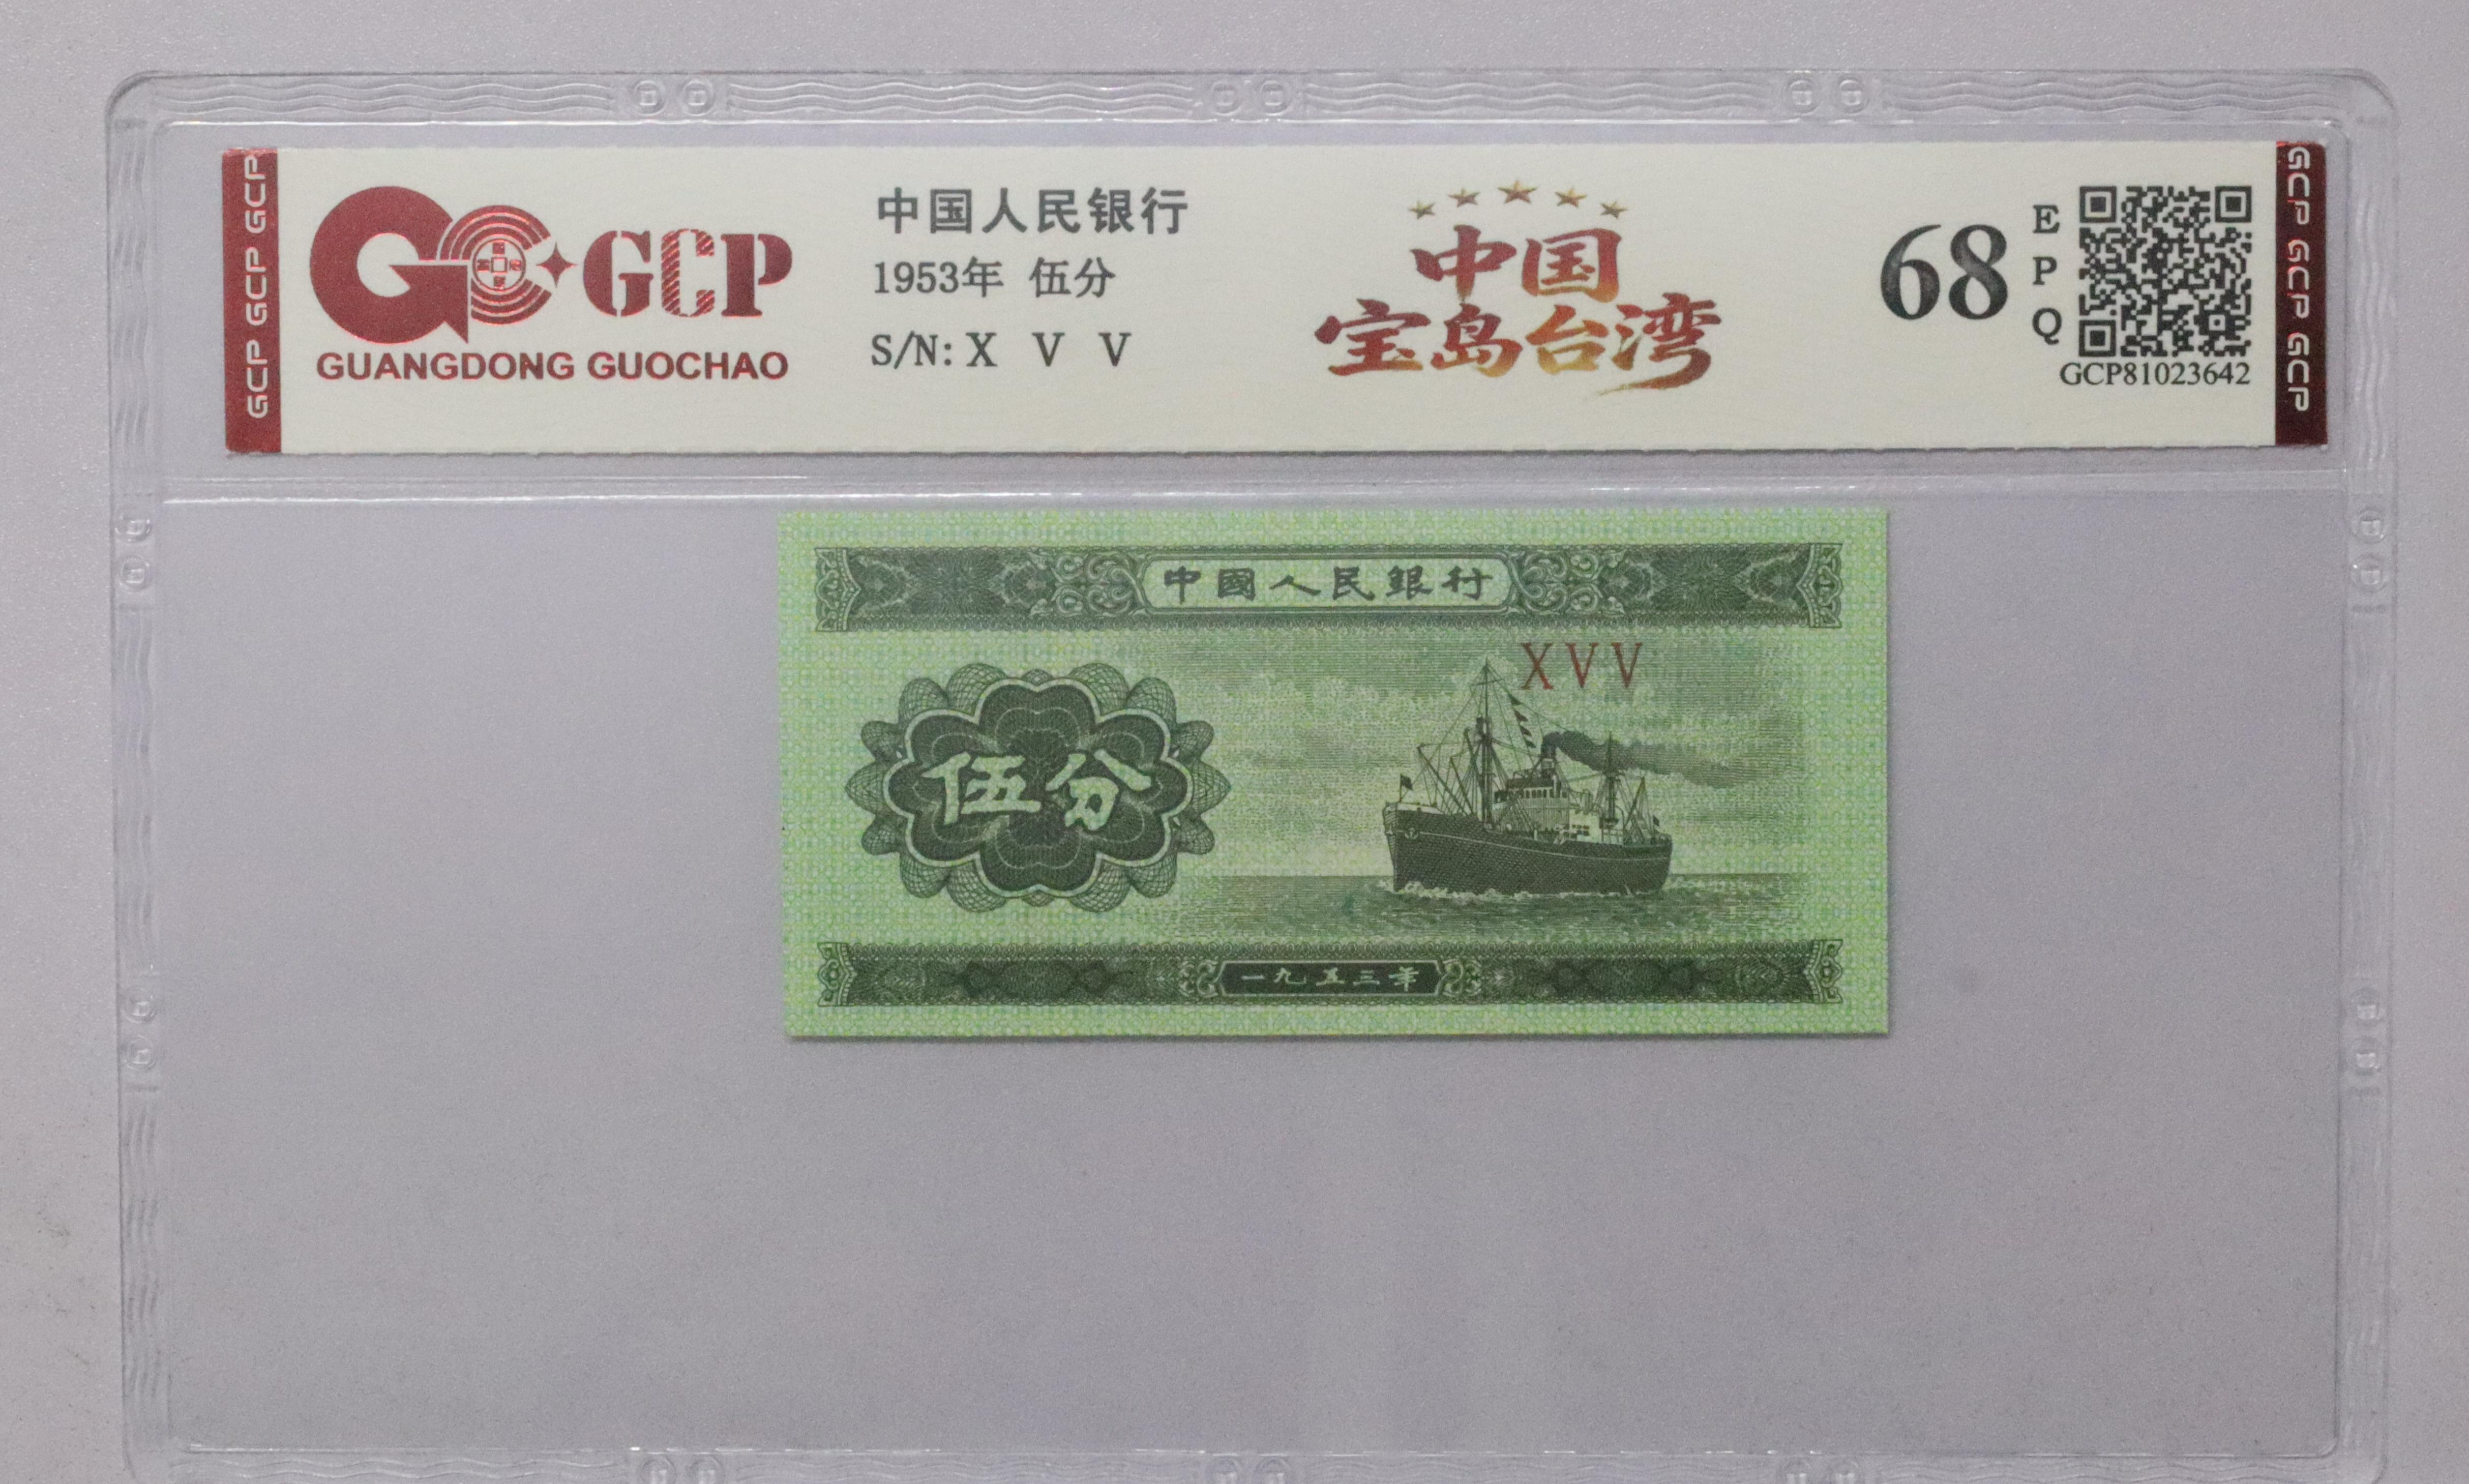 GCP GCP GCP
GCP
GUANGDONG GUOCHAO
中国人民银行
1953年 伍分
S/N: X V V
中国
宝岛台湾
68
E
P
Q
GCP81023642
GCP GCP GCP
中國人民銀行
XVV
伍分
一九五三年